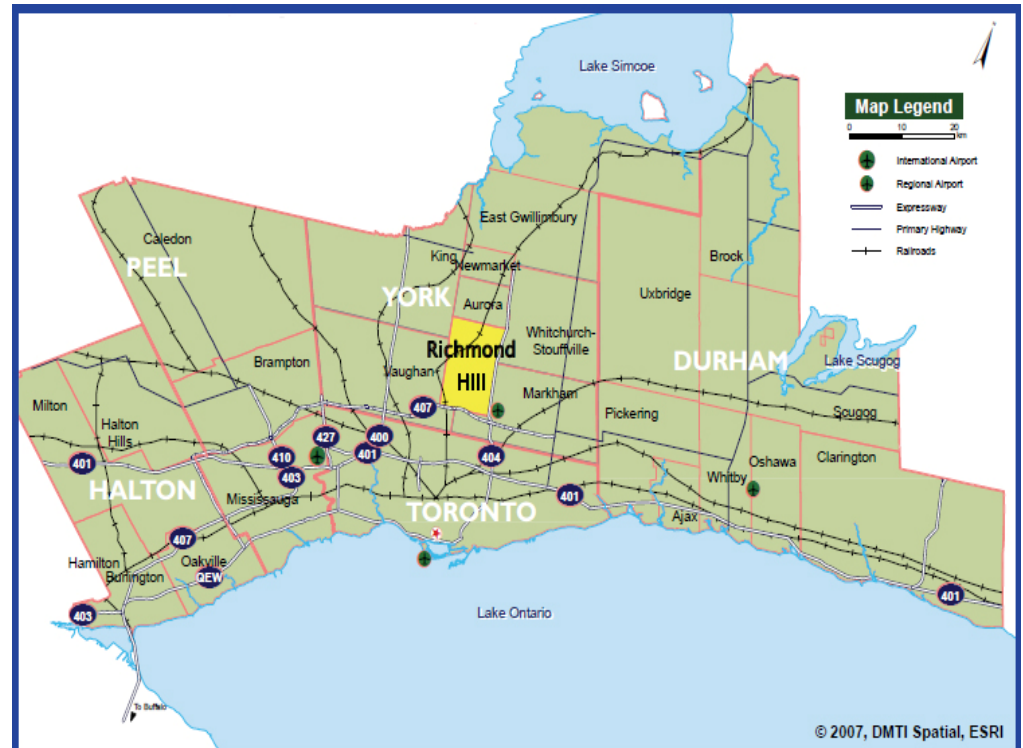 Lake Simcoe
Map Legend
0 10 20
km
International Airport
Regional Airport
Expressway
Primary Highway
Railroads
East Gwillimbury
Caledon
PEEL
King
Newmarket
Brock
YORK
Aurora
Uxbridge
Richmond
Hill
Whitchurch-
Stouffville
Brampton
Vaughan
DURHAM
Lake Scugog
Markham
Milton
407
Pickering
Sougog
Halton
Hills
427
400
401
410
401
404
Clarington
Oshawa
Whitby
403
HALTON
Mississauga
401
TORONTO
Ajax
407
Hamilton
Oakville
Burlington
QEW
401
403
Lake Ontario
To Buffalo
© 2007, DMTI Spatial, ESRI